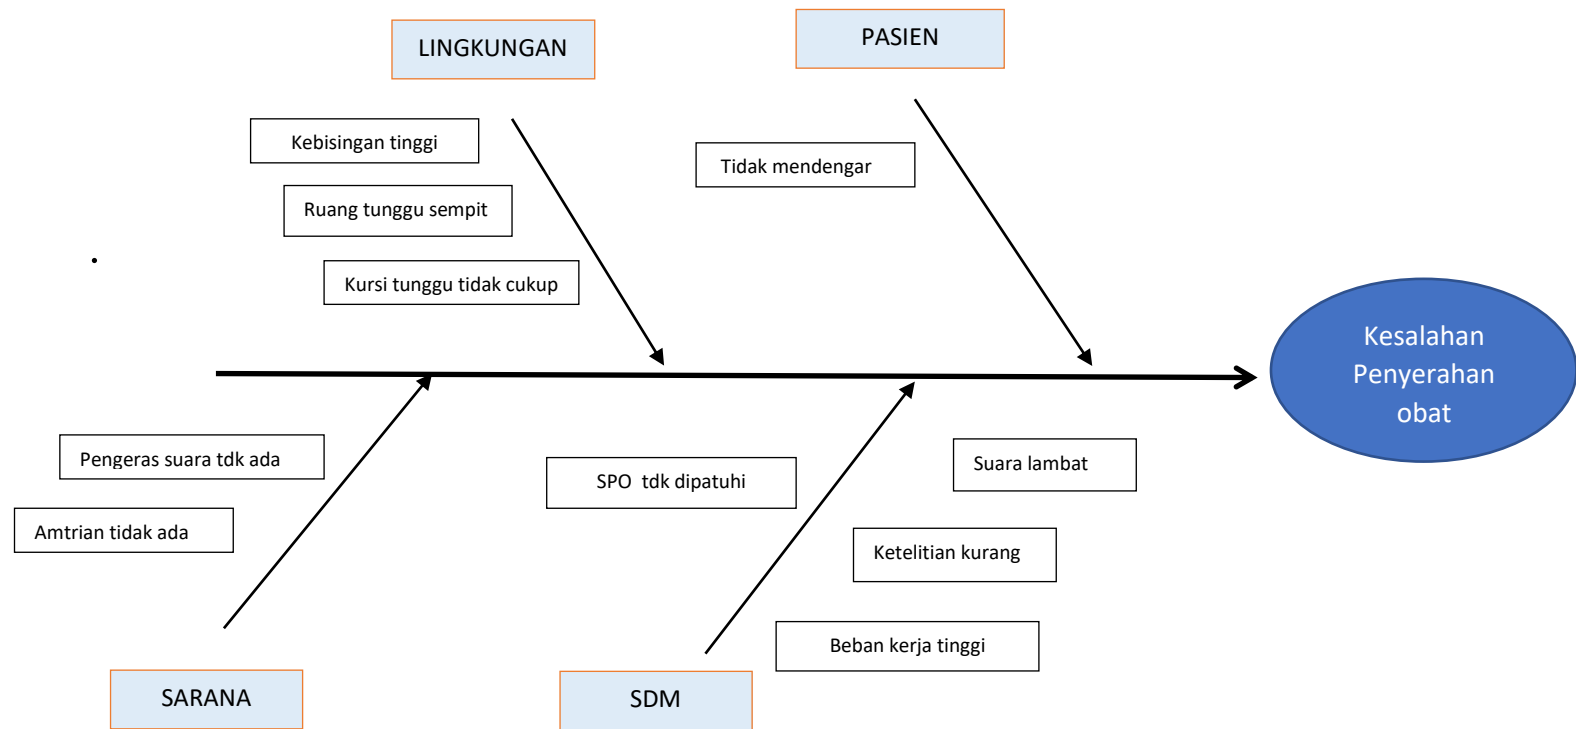 LINGKUNGAN
PASIEN
Kebisingan tinggi
Tidak mendengar
Ruang tunggu sempit
Kursi tunggu tidak cukup
Kesalahan
Penyerahan
obat
Pengeras suara tdk ada
SPO tdk dipatuhi
Suara lambat
Amtrian tidak ada
Ketelitian kurang
Beban kerja tinggi
SARANA
SDM